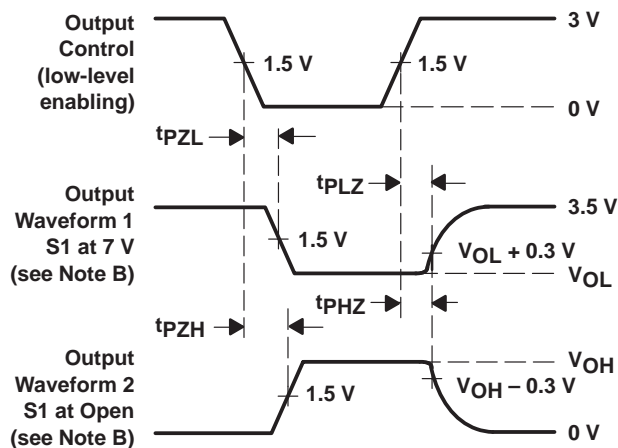 Output
Control
(low-level
enabling)
3 V
1.5 V
1.5 V
0 V
tPZL
tPLZ
Output
Waveform 1
S1 at 7 V
(see Note B)
3.5 V
1.5 V
VOL + 0.3 V
VOL
tPZH
tPHZ
Output
Waveform 2
S1 at Open
(see Note B)
VOH
1.5 V
VOH – 0.3 V
0 V